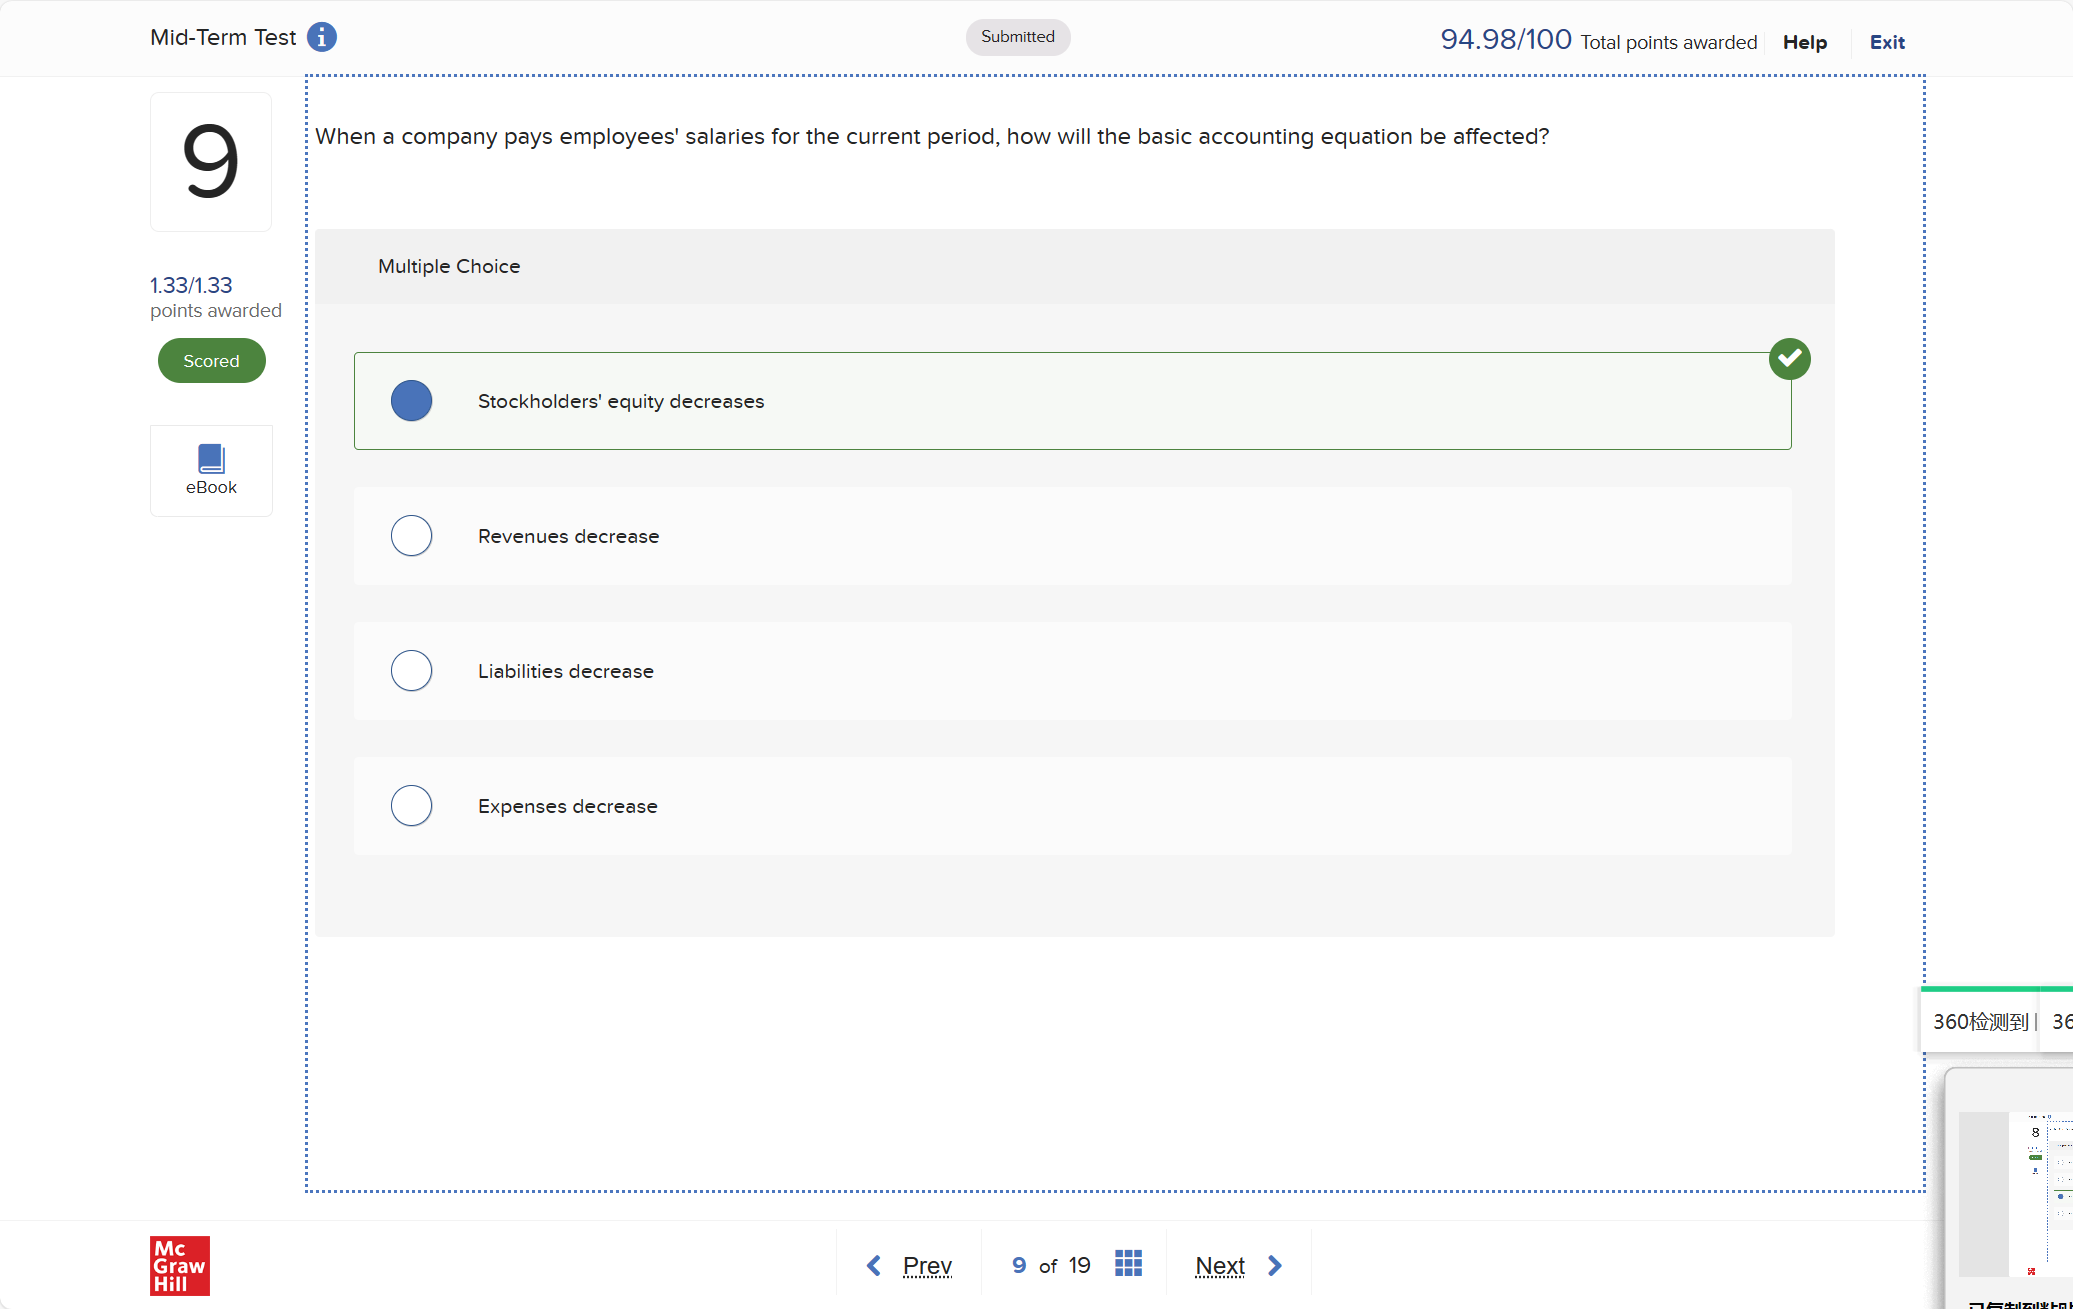 Mid-Term Test
Submitted
94.98/100 Total points awarded
Help
Exit
9
1.33/1.33
points awarded
Scored
eBook
When a company pays employees' salaries for the current period, how will the basic accounting equation be affected?
Multiple Choice
Stockholders' equity decreases
Revenues decrease
Liabilities decrease
Expenses decrease
360检测到
36
8
Mc
Graw
Hill
Prev
9 of 19
Next